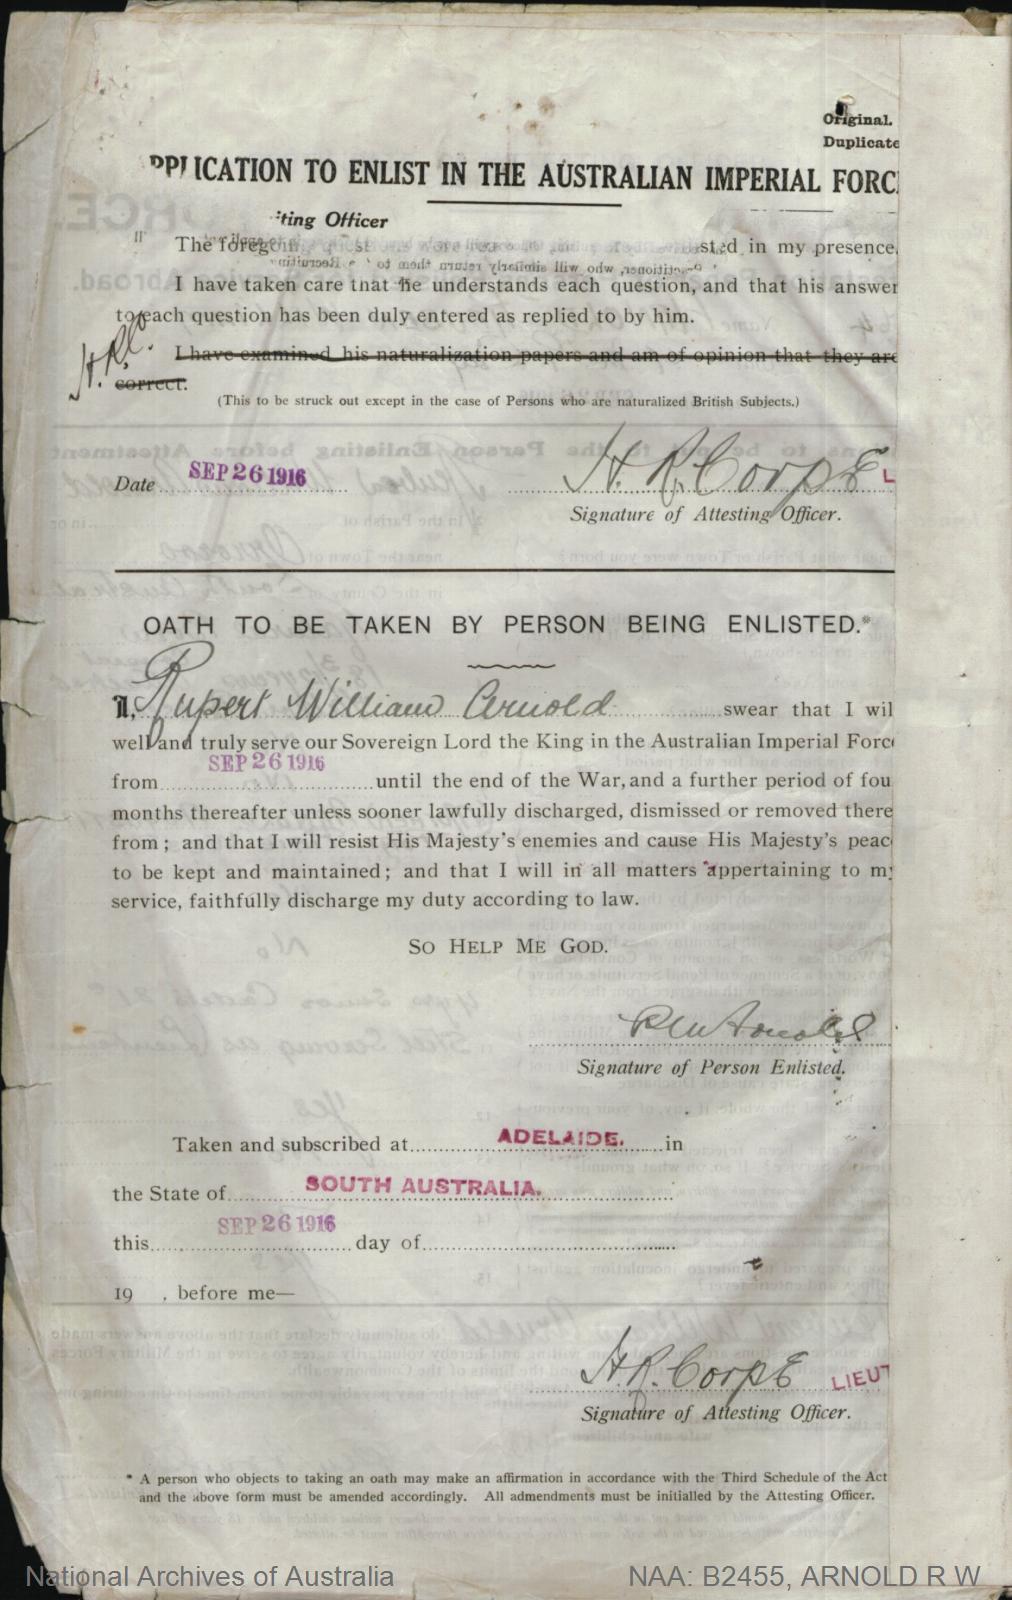 Original.
Duplicate
PPLICATION TO ENLIST IN THE AUSTRALIAN IMPERIAL FORC
ting Officer
The foregoin sted in my presence.
I have taken care that he understands each question, and that his answer
to each question has been duly entered as replied to by him.
H.R.C.
I have examined his naturalization papers and am of opinion that they are
correct.
(This to be struck out except in the case of Persons who are naturalized British Subjects.)
Date SEP 26 1916 H. R. Corpe L
Signature of Attesting Officer.
OATH TO BE TAKEN BY PERSON BEING ENLISTED.*
I, Rupert William Arnold swear that I wil
well and truly serve our Sovereign Lord the King in the Australian Imperial Force
SEP 26 1916
from until the end of the War, and a further period of fou
months thereafter unless sooner lawfully discharged, dismissed or removed there
from ; and that I will resist His Majesty's enemies and cause His Majesty's peac
to be kept and maintained ; and that I will in all matters appertaining to my
service, faithfully discharge my duty according to law.
SO HELP ME GOD.
R W Arnold
Signature of Person Enlisted.
Taken and subscribed at ADELAIDE. in
the State of SOUTH AUSTRALIA.
SEP 26 1916
this day of
19 , before me—
H. R. Corpe LIEUT
Signature of Attesting Officer.
* A person who objects to taking an oath may make an affirmation in accordance with the Third Schedule of the Act
and the above form must be amended accordingly. All admendments must be initialled by the Attesting Officer.
National Archives of Australia NAA: B2455, ARNOLD R W